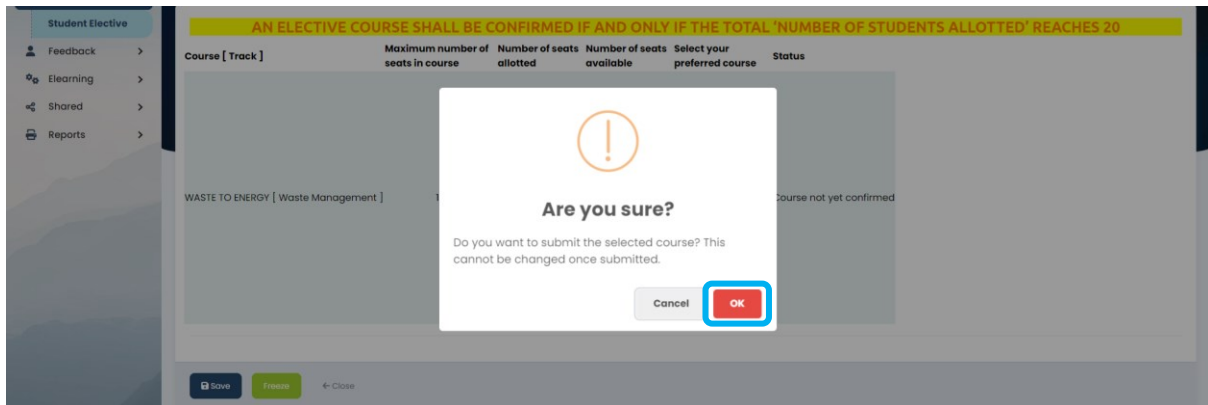 Student Elective
AN ELECTIVE COURSE SHALL BE CONFIRMED IF AND ONLY IF THE TOTAL 'NUMBER OF STUDENTS ALLOTTED' REACHES 20
Feedback
Elearning
Shared
Reports
Course [ Track ]
Maximum number of
seats in course
Number of seats
allotted
Number of seats
available
Select your
preferred course
Status
WASTE TO ENERGY [ Waste Management ]
Course not yet confirmed
Are you sure?
Do you want to submit the selected course? This
cannot be changed once submitted.
Cancel OK
Save Freeze ← Close